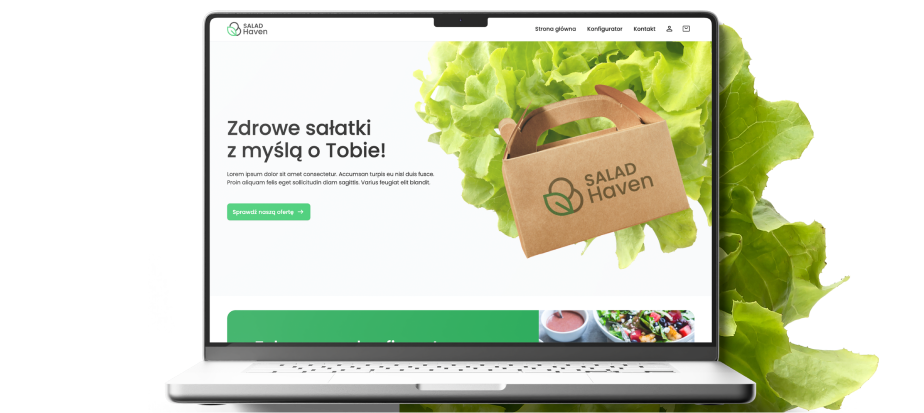 SALAD
Haven
Strona główna
Konfigurator
Kontakt
Zdrowe sałatki
z myślą o Tobie!
Lorem ipsum dolor sit amet consectetur. Accumsan turpis eu nisl duis fusce.
Proin aliquam felis eget sollicitudin diam sagittis. Varius feugiat elit blandit.
Sprawdź naszą ofertę →
SALAD
Haven